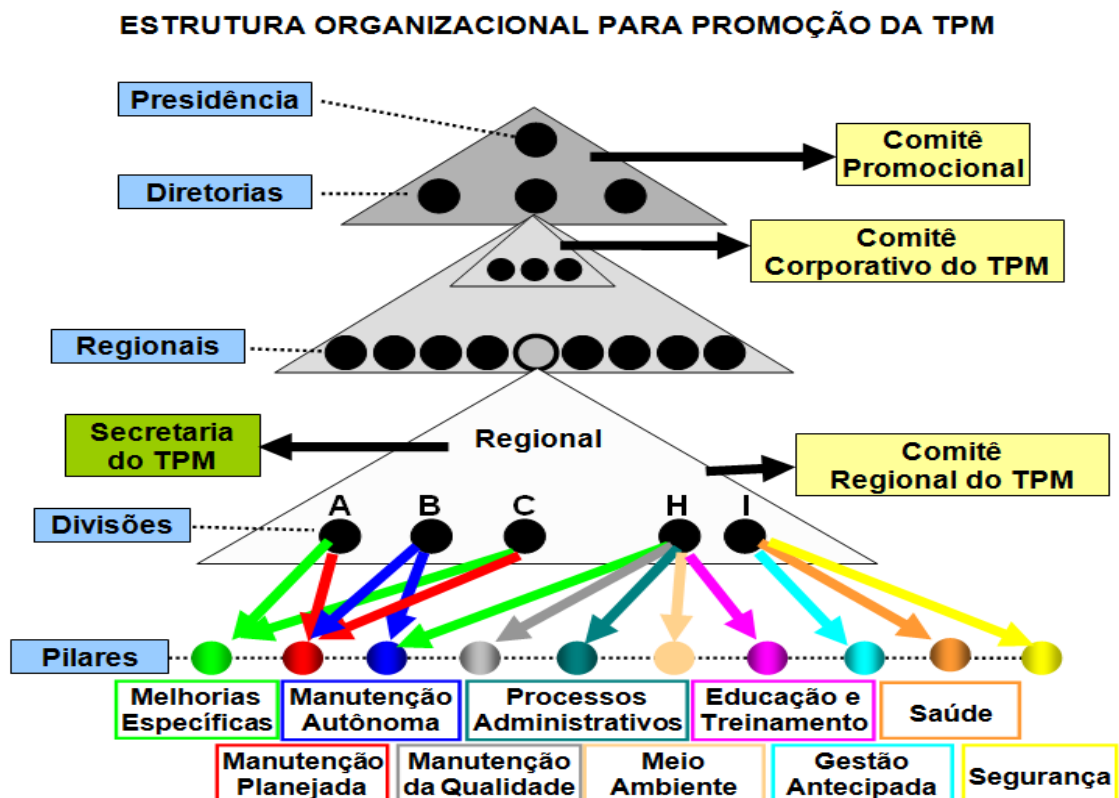 ESTRUTURA ORGANIZACIONAL PARA PROMOÇÃO DA TPM
Presidência
Comitê
Promocional
Diretorias
Comitê
Corporativo do TPM
Regionais
Secretaria
do TPM
Regional
Comitê
Regional do TPM
A B C H I
Divisões
Pilares
Melhorias
Específicas
Manutenção
Autônoma
Processos
Administrativos
Educação e
Treinamento
Saúde
Manutenção
Planejada
Manutenção
da Qualidade
Meio
Ambiente
Gestão
Antecipada
Segurança